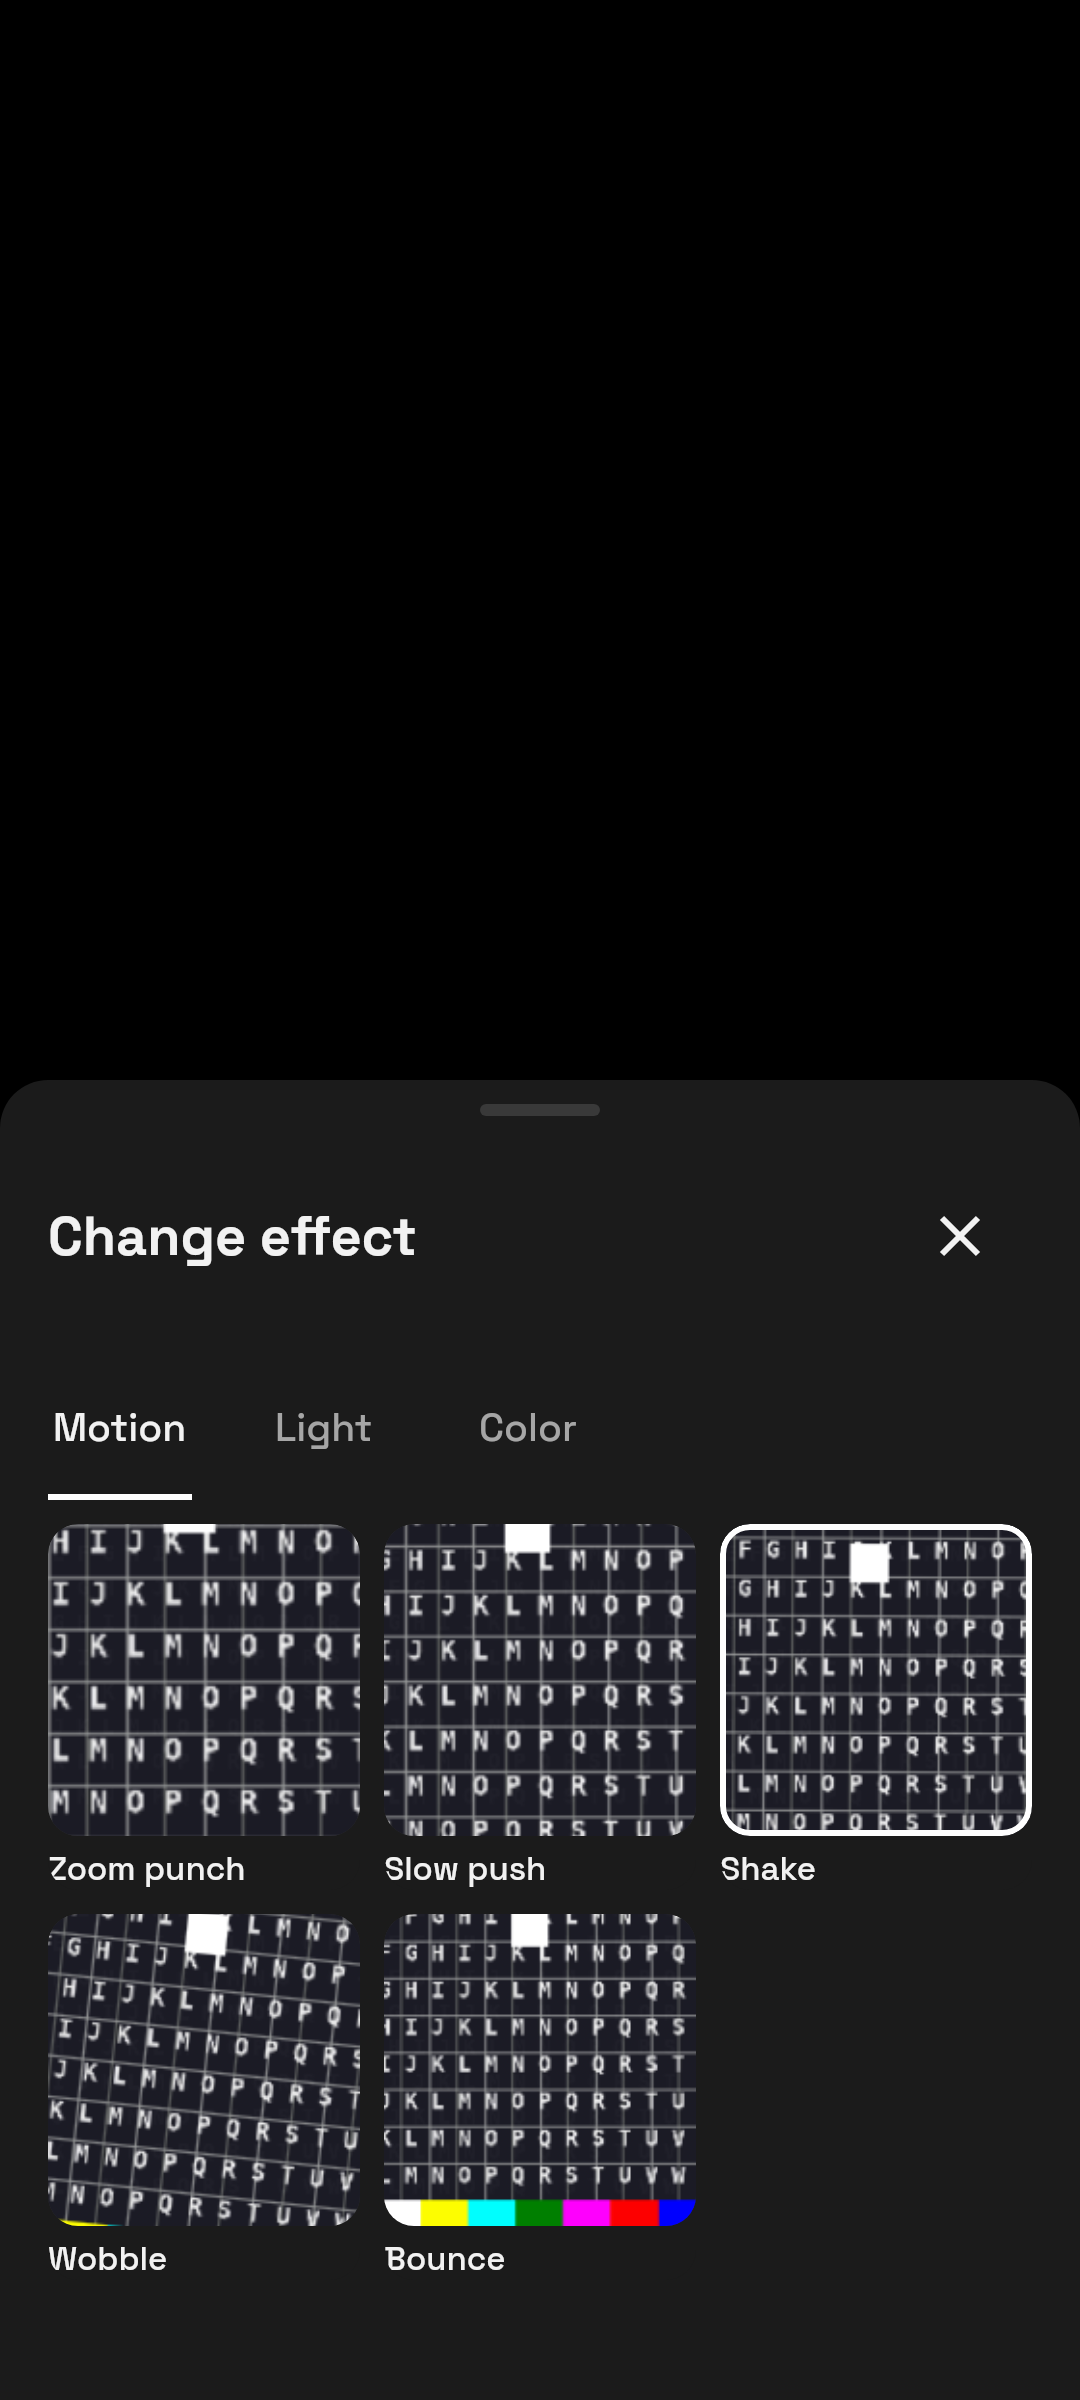 Change effect
Motion Light Color
H I J K L M N O
I J K L M N O P
J K L M N O P Q
K L M N O P Q R S
L M N O P Q R S
M N O P Q R S T U
G H I J K L M N O P
H I J K L M N O P Q
I J K L M N O P Q R
J K L M N O P Q R S
K L M N O P Q R S T
L M N O P Q R S T U
N O P Q R S T U V
F G H I K L M N O P
G H I J K L M N O P Q
H I J K L M N O P Q R
I J K L M N O P Q R S
J K L M N O P Q R S T
K L M N O P Q R S T U
L M N O P Q R S T U V
M N O P Q R S T U V
Zoom punch
Slow push
Shake
H I L M N O
G H I J K L M N O P
H I J K L M N O P Q
I J K L M N O P Q R S
J K L M N O P Q R S T
K L M N O P Q R S T U
L M N O P Q R S T U V
N O P Q R S T U V W
F G H I L M N O P
F G H I J K L M N O P Q
G H I J K L M N O P Q R
H I J K L M N O P Q R S
I J K L M N O P Q R S T
J K L M N O P Q R S T U
K L M N O P Q R S T U V
L M N O P Q R S T U V W
Wobble
Bounce